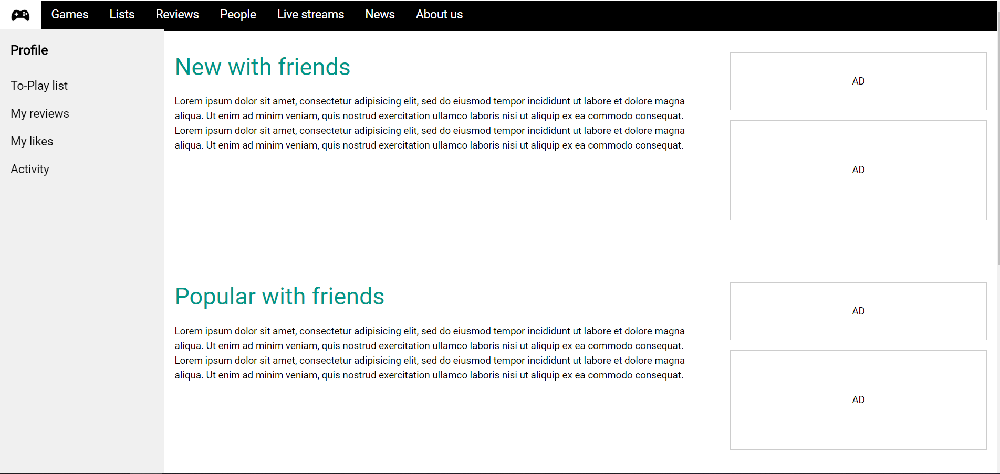 Games Lists Reviews People Live streams News About us
Profile
To-Play list
My reviews
My likes
Activity
New with friends
Lorem ipsum dolor sit amet, consectetur adipisicing elit, sed do eiusmod tempor incididunt ut labore et dolore magna
aliqua. Ut enim ad minim veniam, quis nostrud exercitation ullamco laboris nisi ut aliquip ex ea commodo consequat.
Lorem ipsum dolor sit amet, consectetur adipisicing elit, sed do eiusmod tempor incididunt ut labore et dolore magna
aliqua. Ut enim ad minim veniam, quis nostrud exercitation ullamco laboris nisi ut aliquip ex ea commodo consequat.
AD
AD
Popular with friends
Lorem ipsum dolor sit amet, consectetur adipisicing elit, sed do eiusmod tempor incididunt ut labore et dolore magna
aliqua. Ut enim ad minim veniam, quis nostrud exercitation ullamco laboris nisi ut aliquip ex ea commodo consequat.
Lorem ipsum dolor sit amet, consectetur adipisicing elit, sed do eiusmod tempor incididunt ut labore et dolore magna
aliqua. Ut enim ad minim veniam, quis nostrud exercitation ullamco laboris nisi ut aliquip ex ea commodo consequat.
AD
AD